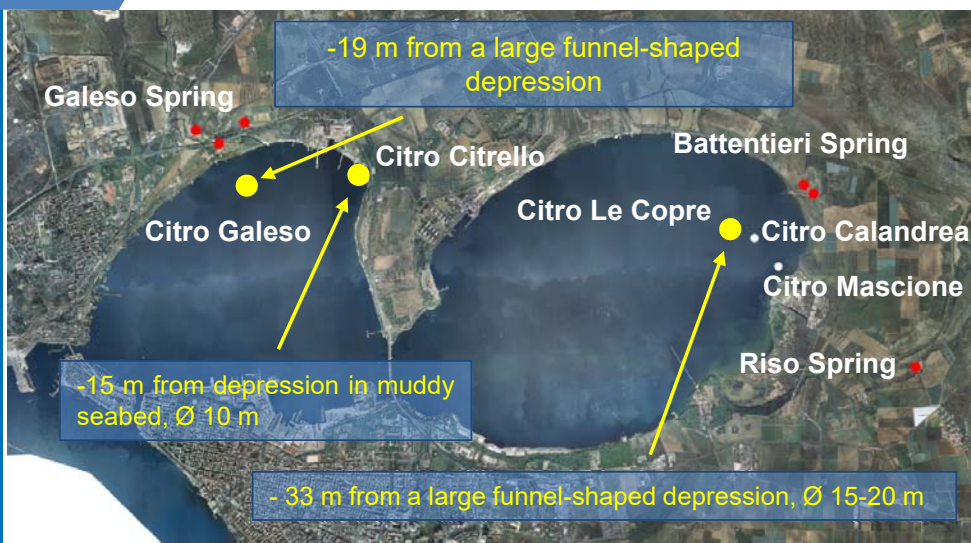 -19 m from a large funnel-shaped
depression
Galeso Spring
Citro Citrello
Battentieri Spring
Citro Galeso
Citro Le Copre
Citro Calandrea
Citro Mascione
Riso Spring
-15 m from depression in muddy
seabed, Ø 10 m
- 33 m from a large funnel-shaped depression, Ø 15-20 m